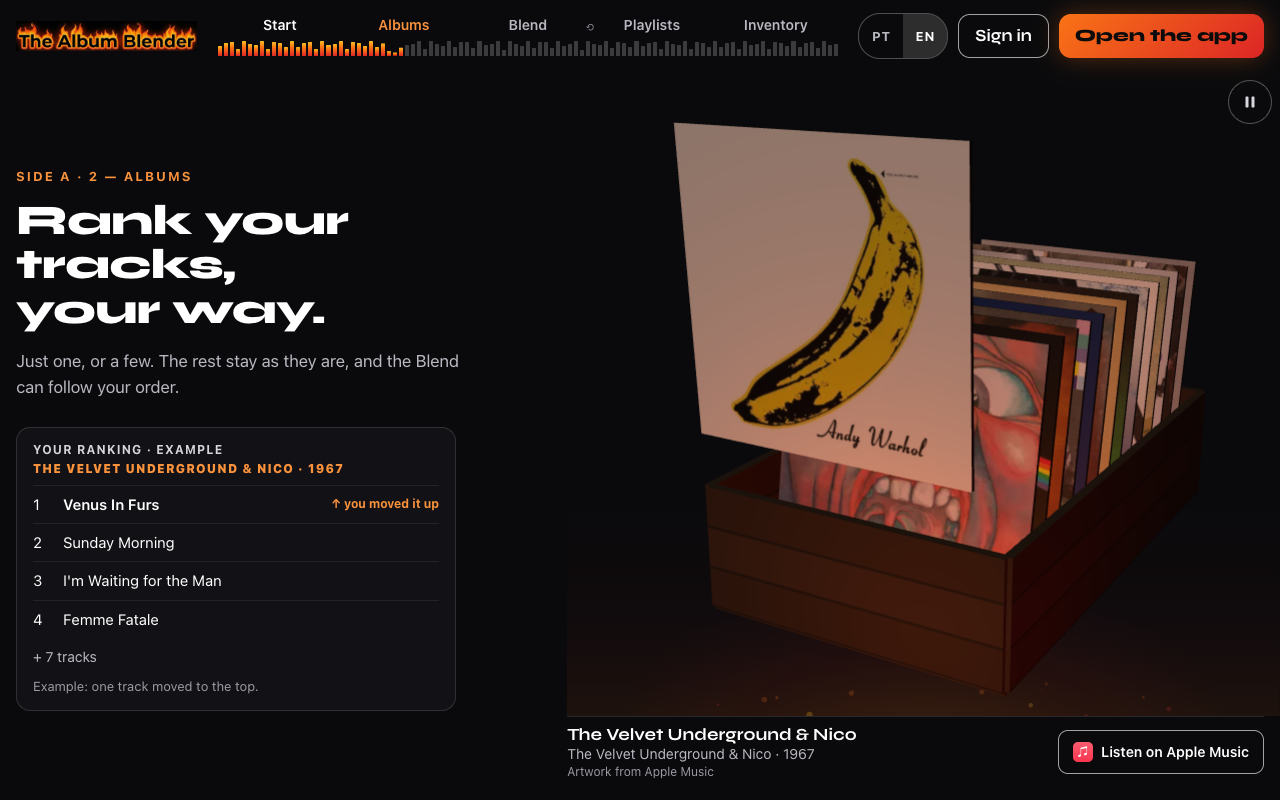 The Album Blender
Start
Albums
Blend
Playlists
Inventory
PT
EN
Sign in
Open the app
SIDE A · 2 — ALBUMS
Rank your
tracks,
your way.
Just one, or a few. The rest stay as they are, and the Blend
can follow your order.
YOUR RANKING · EXAMPLE
THE VELVET UNDERGROUND & NICO · 1967
1 Venus In Furs ↑ you moved it up
2 Sunday Morning
3 I'm Waiting for the Man
4 Femme Fatale
+ 7 tracks
Example: one track moved to the top.
Andy Warhol
The Velvet Underground & Nico
The Velvet Underground & Nico · 1967
Artwork from Apple Music
Listen on Apple Music